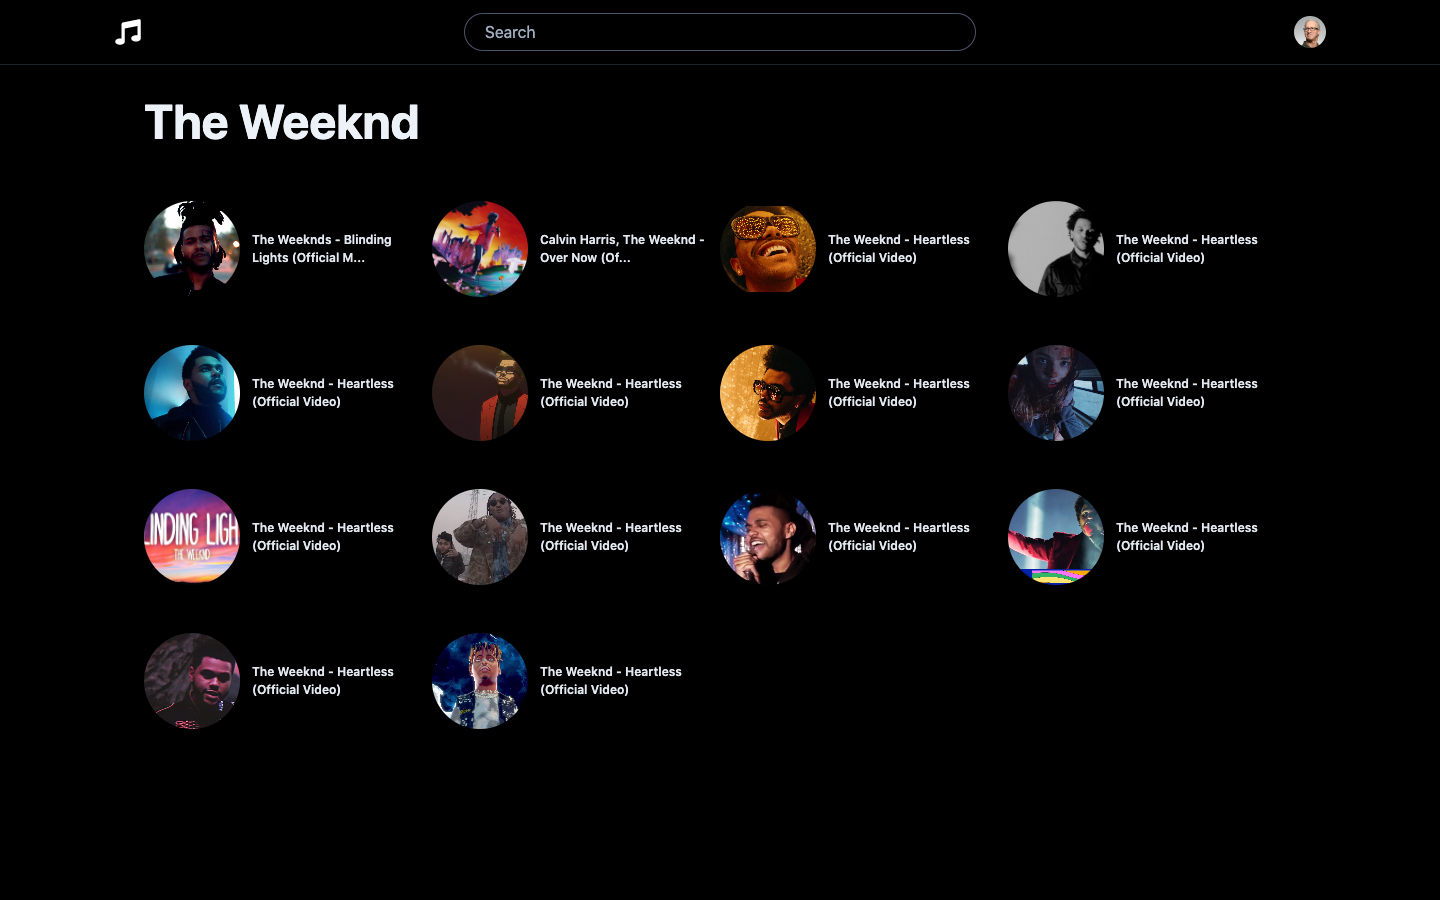 Search
The Weeknd
The Weeknds - Blinding
Lights (Official M...
Calvin Harris, The Weeknd -
Over Now (Of...
The Weeknd - Heartless
(Official Video)
The Weeknd - Heartless
(Official Video)
The Weeknd - Heartless
(Official Video)
The Weeknd - Heartless
(Official Video)
The Weeknd - Heartless
(Official Video)
The Weeknd - Heartless
(Official Video)
INDING LIGH
THE WEEKND
The Weeknd - Heartless
(Official Video)
The Weeknd - Heartless
(Official Video)
The Weeknd - Heartless
(Official Video)
The Weeknd - Heartless
(Official Video)
The Weeknd - Heartless
(Official Video)
The Weeknd - Heartless
(Official Video)